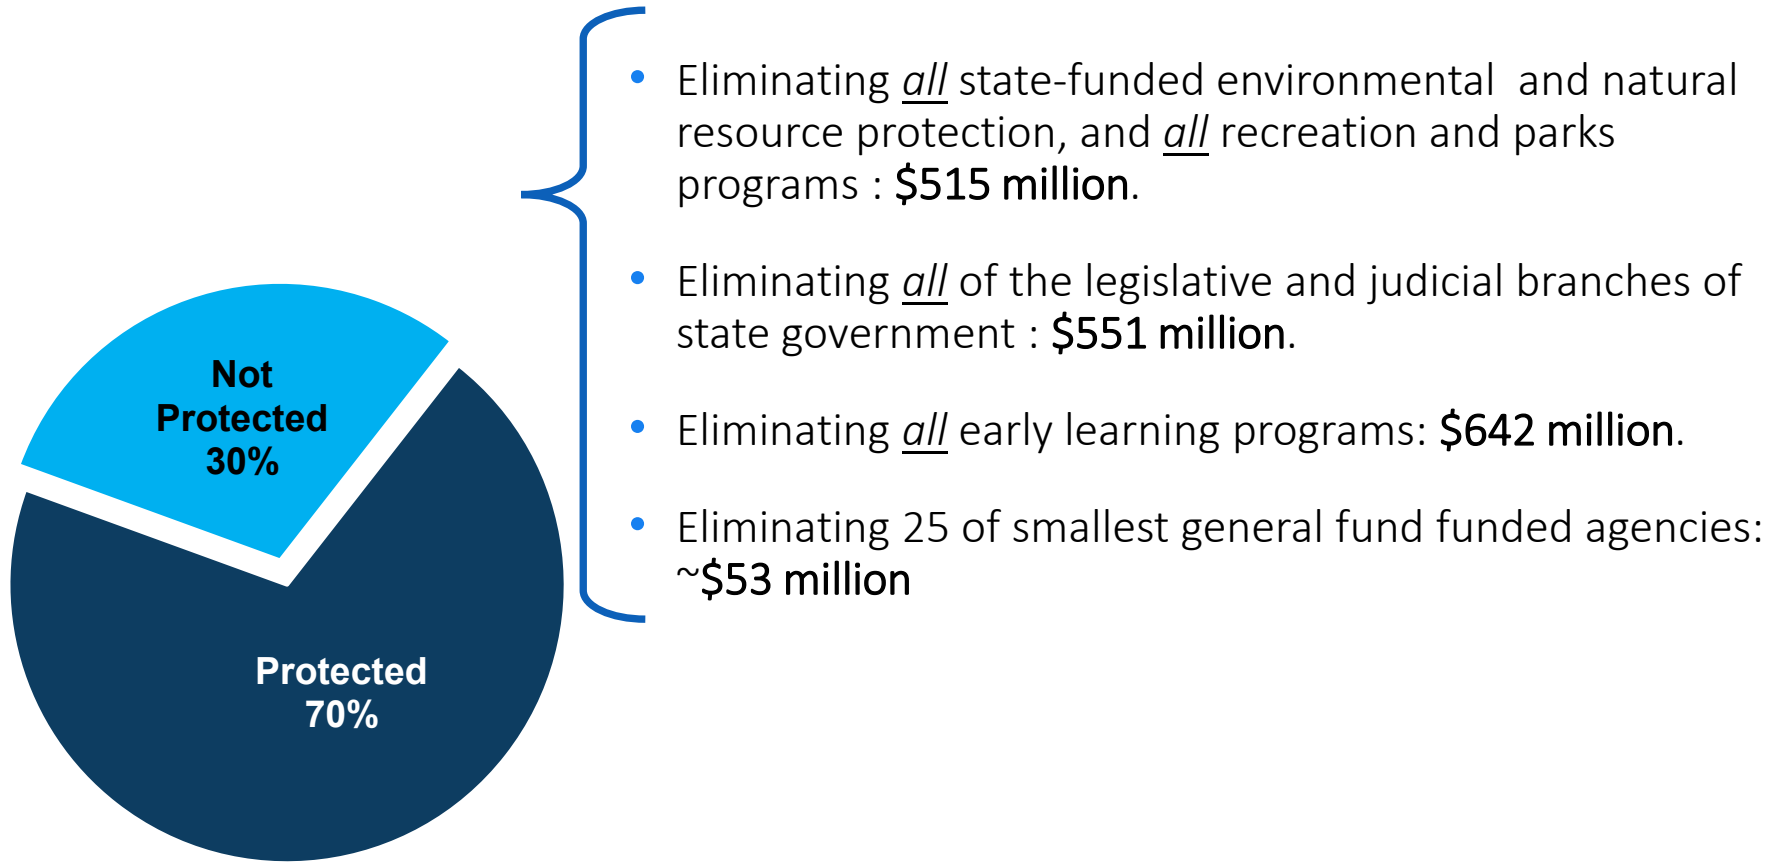 • Eliminating all state-funded environmental  and natural
resource protection, and all recreation and parks
programs : $515 million.
• Eliminating all of the legislative and judicial branches of
state government : $551 million.
• Eliminating all early learning programs: $642 million.
• Eliminating 25 of smallest general fund funded agencies:
~$53 million
Not
Protected
30%
Protected
70%